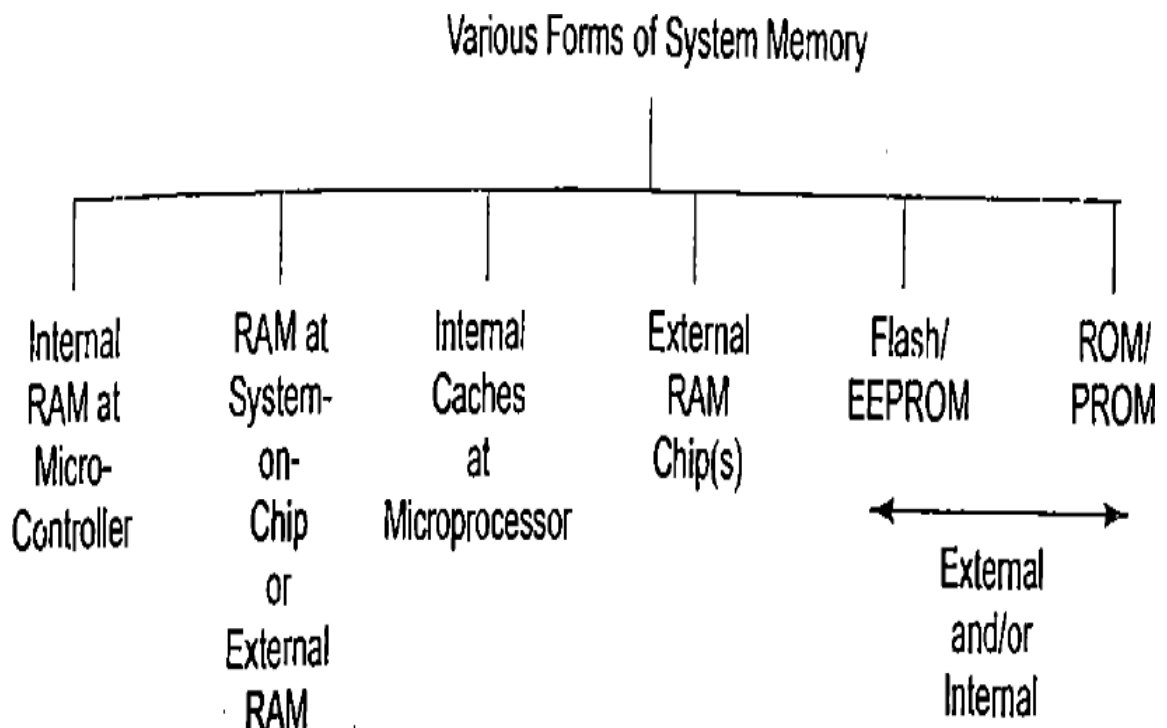 Various Forms of System Memory
Internal
RAM at
Micro-
Controller
RAM at
System-
on-
Chip
or
External
RAM
Internal
Caches
at
Microprocessor
External
RAM
Chip(s)
Flash/
EEPROM
ROM/
PROM
External
and/or
Internal